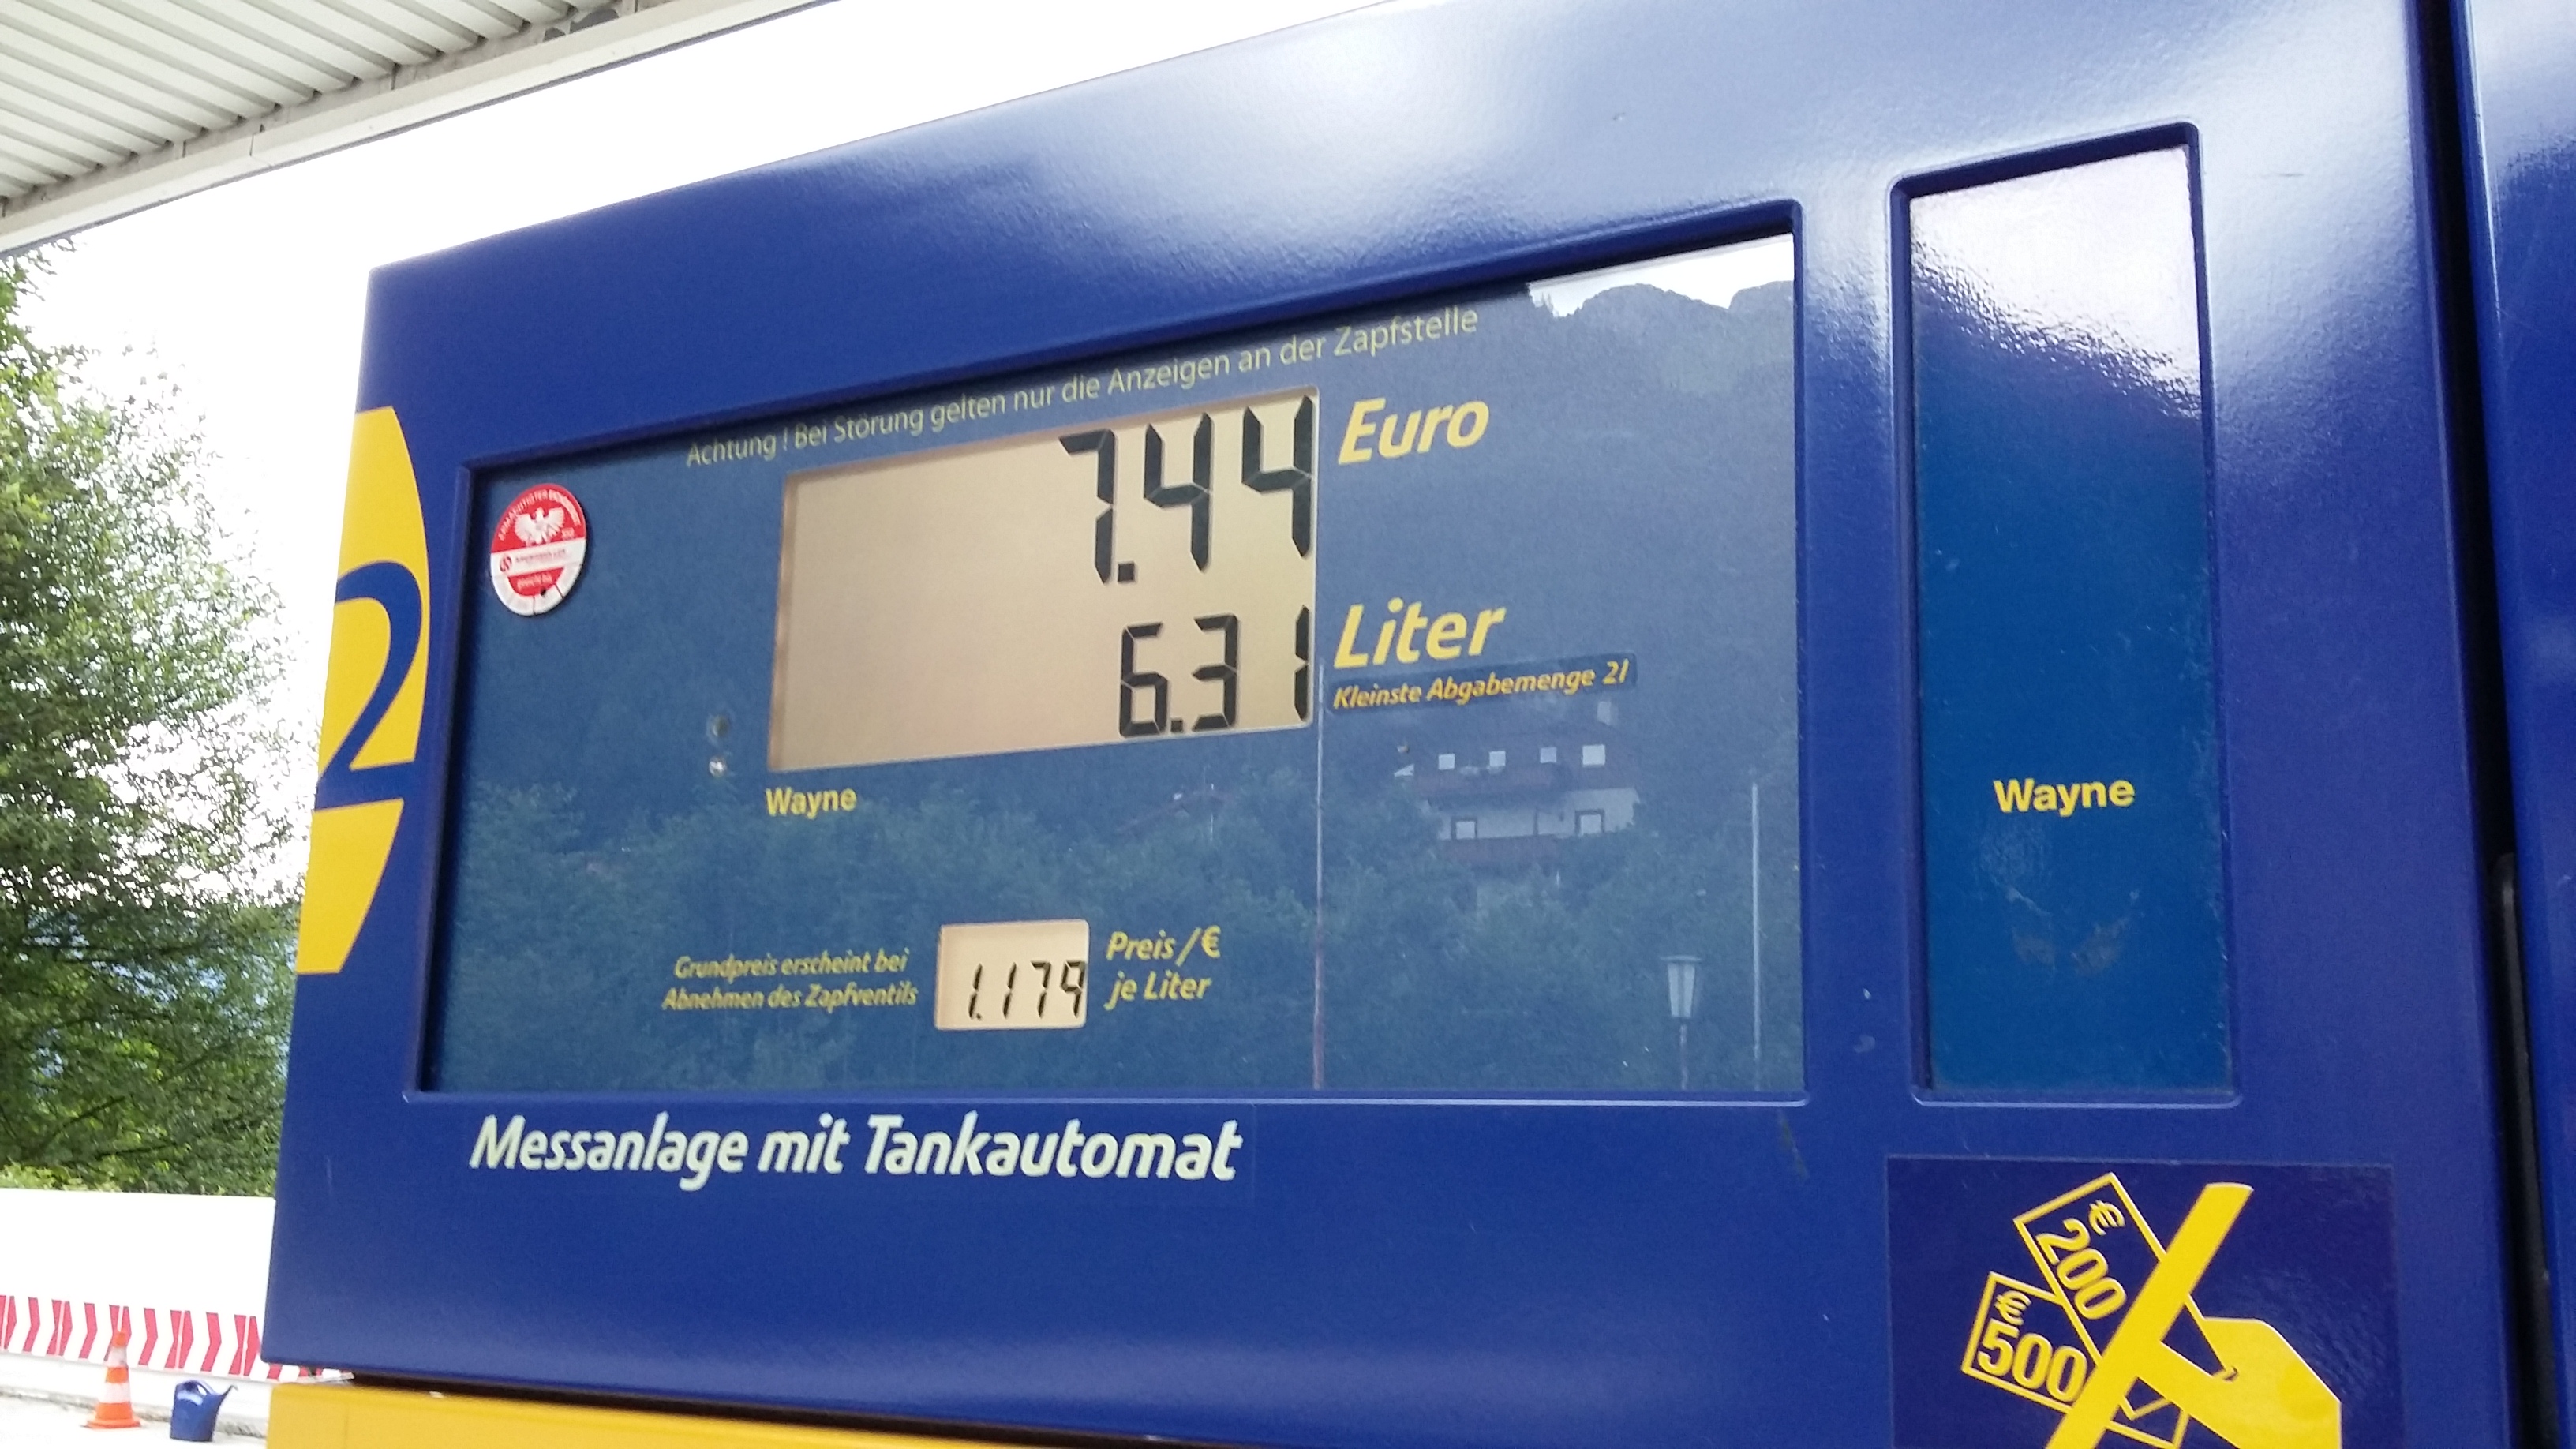 Achtung ! Bei Störung gelten nur die Anzeigen an der Zapfstelle
7.44 Euro
6.31 Liter
Kleinste Abgabemenge 2l
Wayne
Wayne
2
Grundpreis erscheint bei
Abnehmen des Zapfventils
1.179
Preis / €
je Liter
Messanlage mit Tankautomat
€
200
€
500